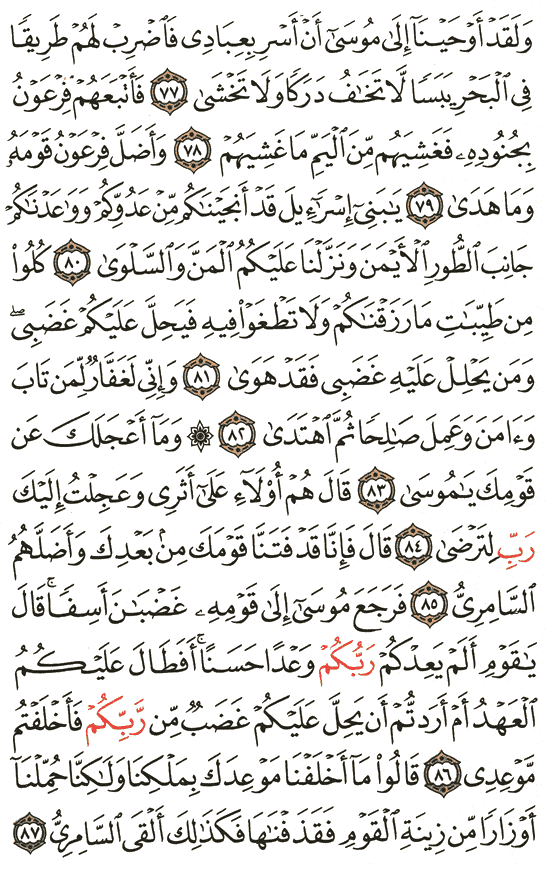 وَلَقَدْ أَوْحَيْنَآ إِلَىٰ مُوسَىٰٓ أَنْ أَسْرِ بِعِبَادِى فَٱضْرِبْ لَهُمْ طَرِيقًا
فِى ٱلْبَحْرِ يَبَسًا لَّا تَخَٰفُ دَرَكًا وَلَا تَخْشَىٰ ٧٧ فَأَتْبَعَهُمْ فِرْعَوْنُ
بِجُنُودِهِۦ فَغَشِيَهُم مِّنَ ٱلْيَمِّ مَا غَشِيَهُمْ ٧٨ وَأَضَلَّ فِرْعَوْنُ قَوْمَهُۥ
وَمَا هَدَىٰ ٧٩ يَٰبَنِىٓ إِسْرَٰٓءِيلَ قَدْ أَنجَيْنَٰكُم مِّنْ عَدُوِّكُمْ وَوَٰعَدْنَٰكُمْ
جَانِبَ ٱلطُّورِ ٱلْأَيْمَنَ وَنَزَّلْنَا عَلَيْكُمُ ٱلْمَنَّ وَٱلسَّلْوَىٰ ٨٠ كُلُوا۟
مِن طَيِّبَٰتِ مَا رَزَقْنَٰكُمْ وَلَا تَطْغَوْا۟ فِيهِ فَيَحِلَّ عَلَيْكُمْ غَضَبِى ۖ
وَمَن يَحْلِلْ عَلَيْهِ غَضَبِى فَقَدْ هَوَىٰ ٨١ وَإِنِّى لَغَفَّارٌ لِّمَن تَابَ
وَءَامَنَ وَعَمِلَ صَٰلِحًا ثُمَّ ٱهْتَدَىٰ ٨٢ ۞ وَمَآ أَعْجَلَكَ عَن
قَوْمِكَ يَٰمُوسَىٰ ٨٣ قَالَ هُمْ أُو۟لَآءِ عَلَىٰٓ أَثَرِى وَعَجِلْتُ إِلَيْكَ
رَبِّ لِتَرْضَىٰ ٨٤ قَالَ فَإِنَّا قَدْ فَتَنَّا قَوْمَكَ مِنۢ بَعْدِكَ وَأَضَلَّهُمُ
ٱلسَّامِرِىُّ ٨٥ فَرَجَعَ مُوسَىٰٓ إِلَىٰ قَوْمِهِۦ غَضْبَٰنَ أَسِفًا ۚ قَالَ
يَٰقَوْمِ أَلَمْ يَعِدْكُمْ رَبُّكُمْ وَعْدًا حَسَنًا ۚ أَفَطَالَ عَلَيْكُمُ
ٱلْعَهْدُ أَمْ أَرَدتُّمْ أَن يَحِلَّ عَلَيْكُمْ غَضَبٌ مِّن رَّبِّكُمْ فَأَخْلَفْتُم
مَّوْعِدِى ٨٦ قَالُوا۟ مَآ أَخْلَفْنَا مَوْعِدَكَ بِمَلْكِنَا وَلَٰكِنَّا حُمِّلْنَآ
أَوْزَارًا مِّن زِينَةِ ٱلْقَوْمِ فَقَذَفْنَٰهَا فَكَذَٰلِكَ أَلْقَى ٱلسَّامِرِىُّ ٨٧